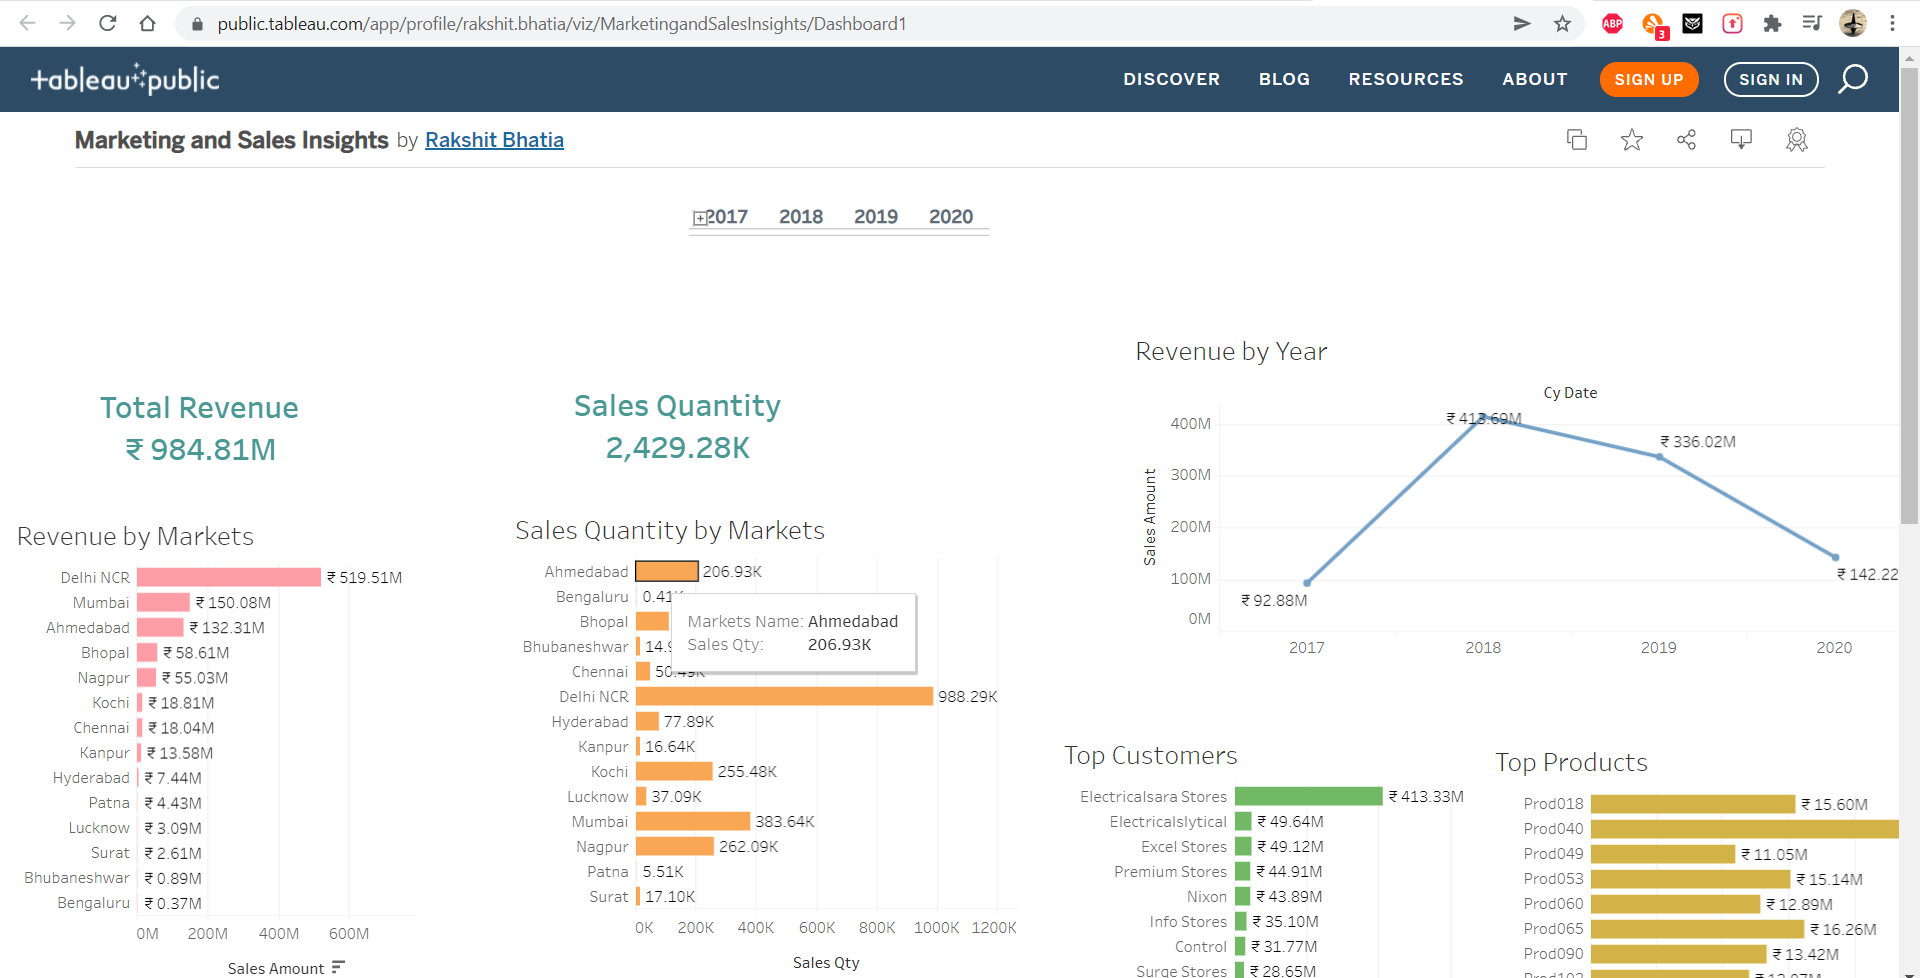 public.tableau.com/app/profile/rakshit.bhatia/viz/MarketingandSalesInsights/Dashboard1
ABP
3
tableau public
DISCOVER BLOG RESOURCES ABOUT SIGN UP SIGN IN
Marketing and Sales Insights by Rakshit Bhatia
2017 2018 2019 2020
Total Revenue
₹ 984.81M
Sales Quantity
2,429.28K
Revenue by Year
Cy Date
Sales Amount
400M
300M
200M
100M
0M
₹ 413.69M
₹ 336.02M
₹ 92.88M
₹ 142.22
2017 2018 2019 2020
Revenue by Markets
Delhi NCR ₹ 519.51M
Mumbai ₹ 150.08M
Ahmedabad ₹ 132.31M
Bhopal ₹ 58.61M
Nagpur ₹ 55.03M
Kochi ₹ 18.81M
Chennai ₹ 18.04M
Kanpur ₹ 13.58M
Hyderabad ₹ 7.44M
Patna ₹ 4.43M
Lucknow ₹ 3.09M
Surat ₹ 2.61M
Bhubaneshwar ₹ 0.89M
Bengaluru ₹ 0.37M
0M 200M 400M 600M
Sales Amount
Sales Quantity by Markets
Ahmedabad 206.93K
Bengaluru 0.41K
Bhopal
Bhubaneshwar 14.9
Chennai 50.49K
Delhi NCR 988.29K
Hyderabad 77.89K
Kanpur 16.64K
Kochi 255.48K
Lucknow 37.09K
Mumbai 383.64K
Nagpur 262.09K
Patna 5.51K
Surat 17.10K
0K 200K 400K 600K 800K 1000K 1200K
Sales Qty
Markets Name: Ahmedabad
Sales Qty: 206.93K
Top Customers
Electricalsara Stores ₹ 413.33M
Electricalslytical ₹ 49.64M
Excel Stores ₹ 49.12M
Premium Stores ₹ 44.91M
Nixon ₹ 43.89M
Info Stores ₹ 35.10M
Control ₹ 31.77M
Surge Stores ₹ 28.65M
Top Products
Prod018 ₹ 15.60M
Prod040
Prod049 ₹ 11.05M
Prod053 ₹ 15.14M
Prod060 ₹ 12.89M
Prod065 ₹ 16.26M
Prod090 ₹ 13.42M